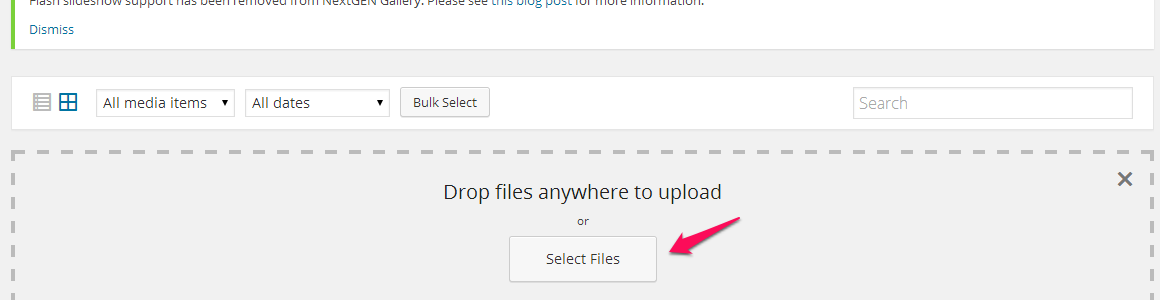 Flash slideshow support has been removed from NextGEN Gallery. Please see this blog post for more information.
Dismiss
All media items All dates Bulk Select Search
Drop files anywhere to upload
or
Select Files